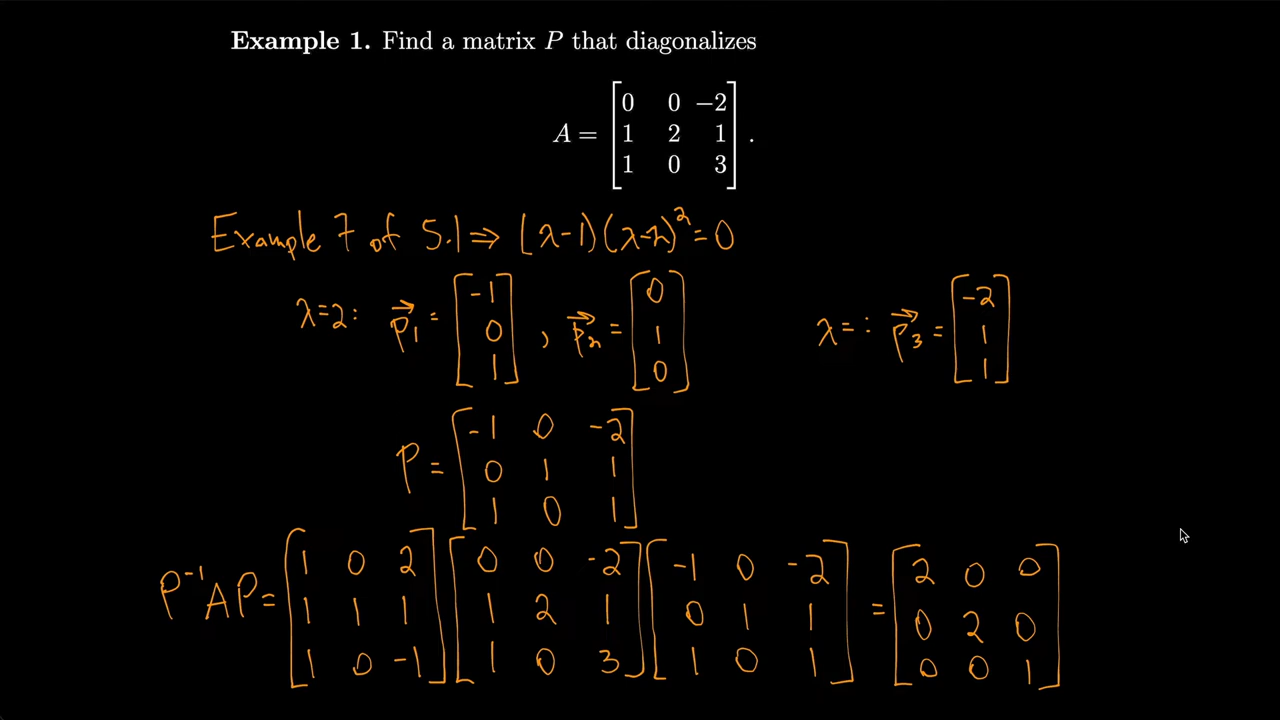 Example 1. Find a matrix P that diagonalizes
A = [0 0 −2
1 2 1
1 0 3] .
Example 7 of 5.1 ⇒ (λ-1)(λ-2)²=0
λ=2: p⃗₁ = [-1 0 1] , p⃗₂ = [0 1 0] λ=: p⃗₃ = [-2 1 1]
P = [-1 0 -2
0 1 1
1 0 1]
P⁻¹AP = [1 0 2 [0 0 -2 [-1 0 -2 = [2 0 0
1 1 1 1 2 1 0 1 1 0 2 0
1 0 -1] 1 0 3] 1 0 1] 0 0 1]